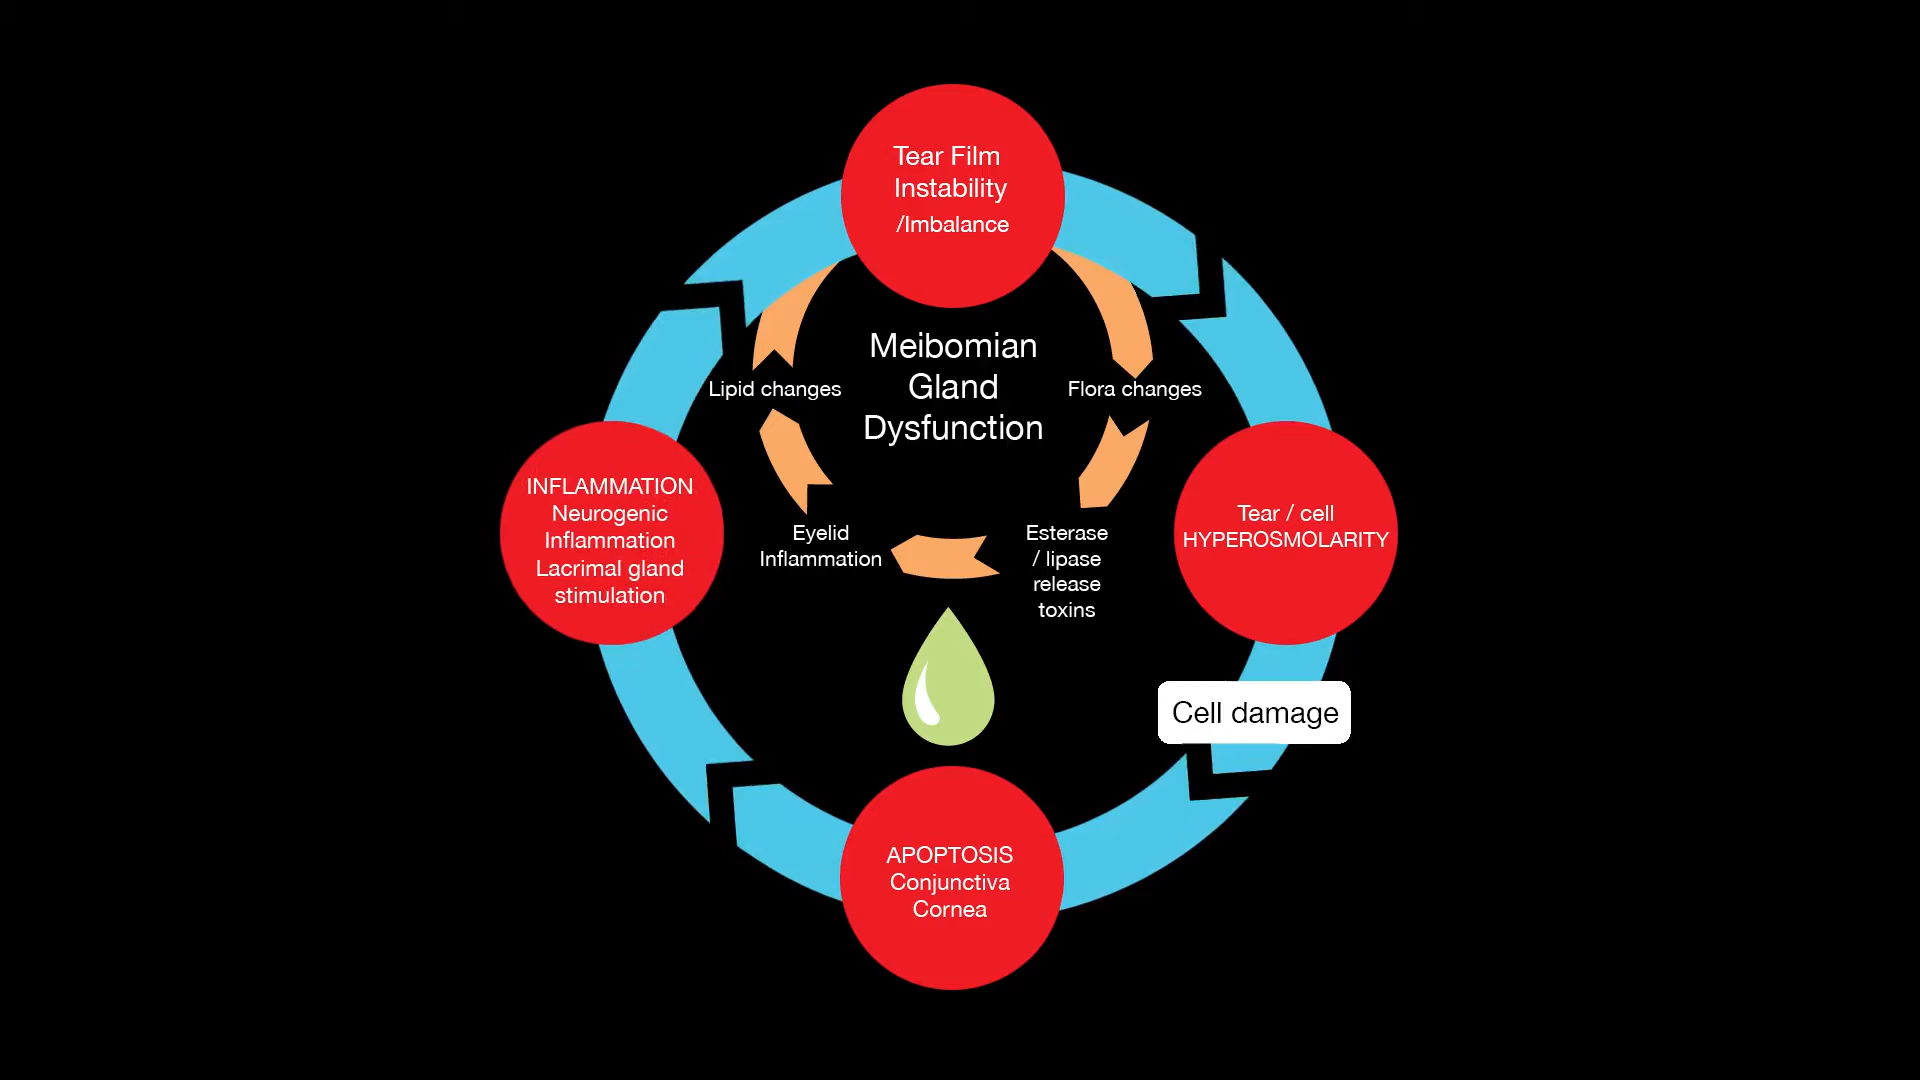 Tear Film
Instability
/Imbalance
Meibomian
Gland
Dysfunction
Lipid changes
Flora changes
INFLAMMATION
Neurogenic
Inflammation
Lacrimal gland
stimulation
Eyelid
Inflammation
Esterase
/ lipase
release
toxins
Tear / cell
HYPEROSMOLARITY
Cell damage
APOPTOSIS
Conjunctiva
Cornea